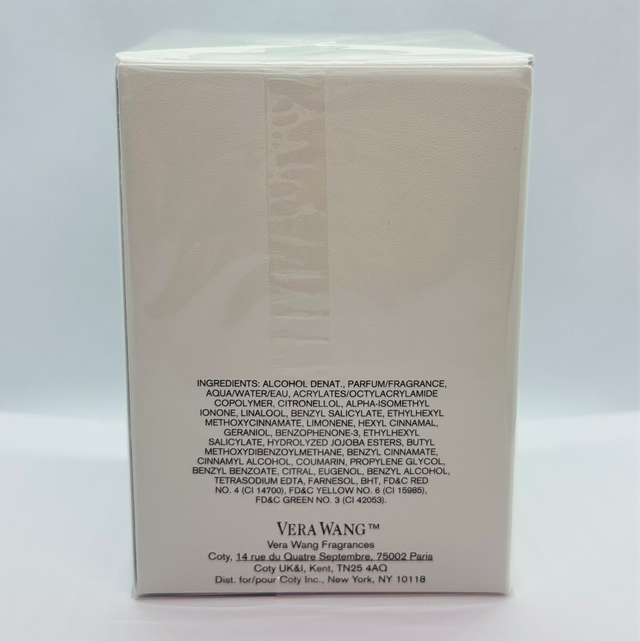 INGREDIENTS: ALCOHOL DENAT., PARFUM/FRAGRANCE,
AQUA/WATER/EAU, ACRYLATES/OCTYLACRYLAMIDE
COPOLYMER, CITRONELLOL, ALPHA-ISOMETHYL
IONONE, LINALOOL, BENZYL SALICYLATE, ETHYLHEXYL
METHOXYCINNAMATE, LIMONENE, HEXYL CINNAMAL,
GERANIOL, BENZOPHENONE-3, ETHYLHEXYL
SALICYLATE, HYDROLYZED JOJOBA ESTERS, BUTYL
METHOXYDIBENZOYLMETHANE, BENZYL CINNAMATE,
CINNAMYL ALCOHOL, COUMARIN, PROPYLENE GLYCOL,
BENZYL BENZOATE, CITRAL, EUGENOL, BENZYL ALCOHOL,
TETRASODIUM EDTA, FARNESOL, BHT, FD&C RED
NO. 4 (CI 14700), FD&C YELLOW NO. 6 (CI 15985),
FD&C GREEN NO. 3 (CI 42053).
VERA WANG™
Vera Wang Fragrances
Coty, 14 rue du Quatre Septembre, 75002 Paris
Coty UK&I, Kent, TN25 4AQ
Dist. for/pour Coty Inc., New York, NY 10118